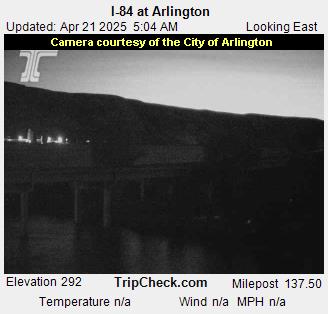 I-84 at Arlington
Updated: Apr 21 2025 5:04 AM Looking East
Camera courtesy of the City of Arlington
Elevation 292 TripCheck.com Milepost 137.50
Temperature n/a Wind n/a MPH n/a